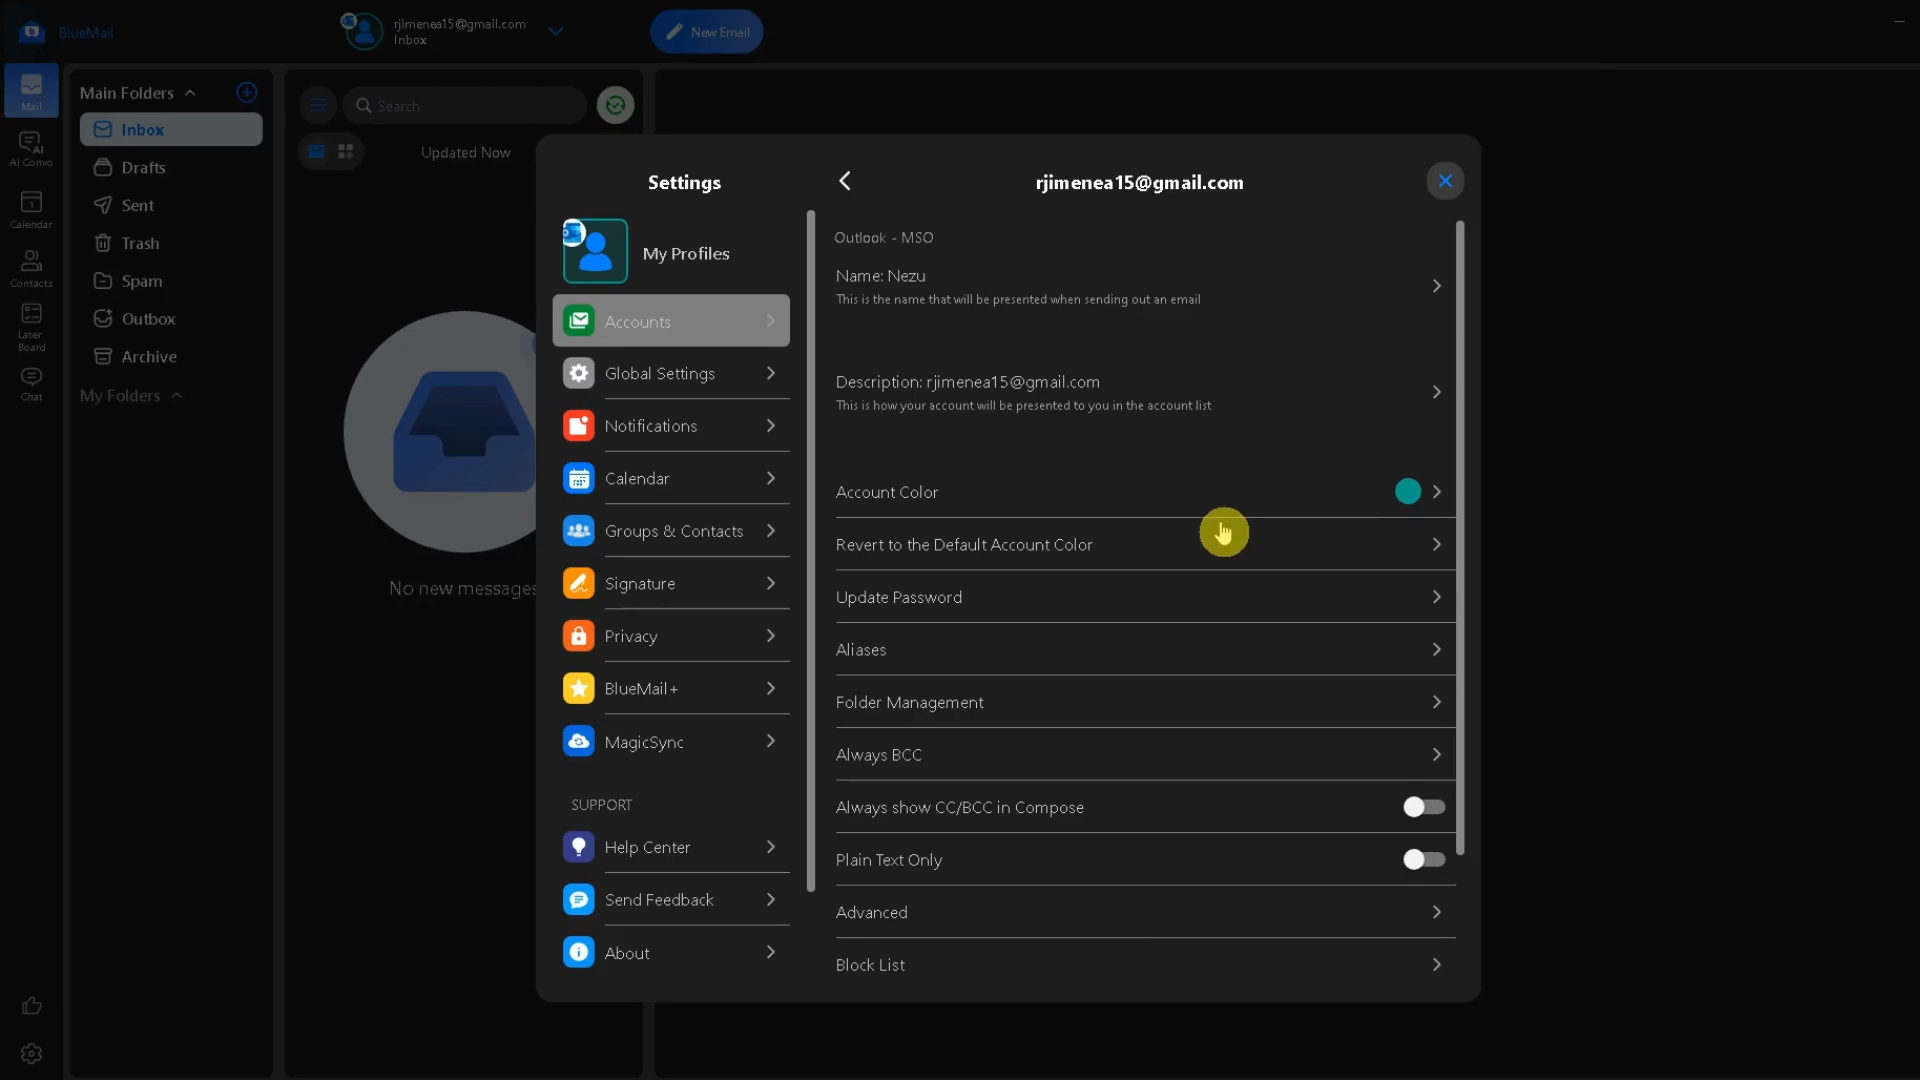 BlueMail
rjimenea15@gmail.com
Inbox
New Email
Mail
AI Convo
1
Calendar
Contacts
Later
Board
Chat
Main Folders
Inbox
Drafts
Sent
Trash
Spam
Outbox
Archive
My Folders
Search
Updated Now
No new messages
Settings
My Profiles
Accounts
Global Settings
Notifications
Calendar
Groups & Contacts
Signature
Privacy
BlueMail+
MagicSync
SUPPORT
Help Center
Send Feedback
About
rjimenea15@gmail.com
Outlook - MSO
Name: Nezu
This is the name that will be presented when sending out an email
Description: rjimenea15@gmail.com
This is how your account will be presented to you in the account list
Account Color
Revert to the Default Account Color
Update Password
Aliases
Folder Management
Always BCC
Always show CC/BCC in Compose
Plain Text Only
Advanced
Block List